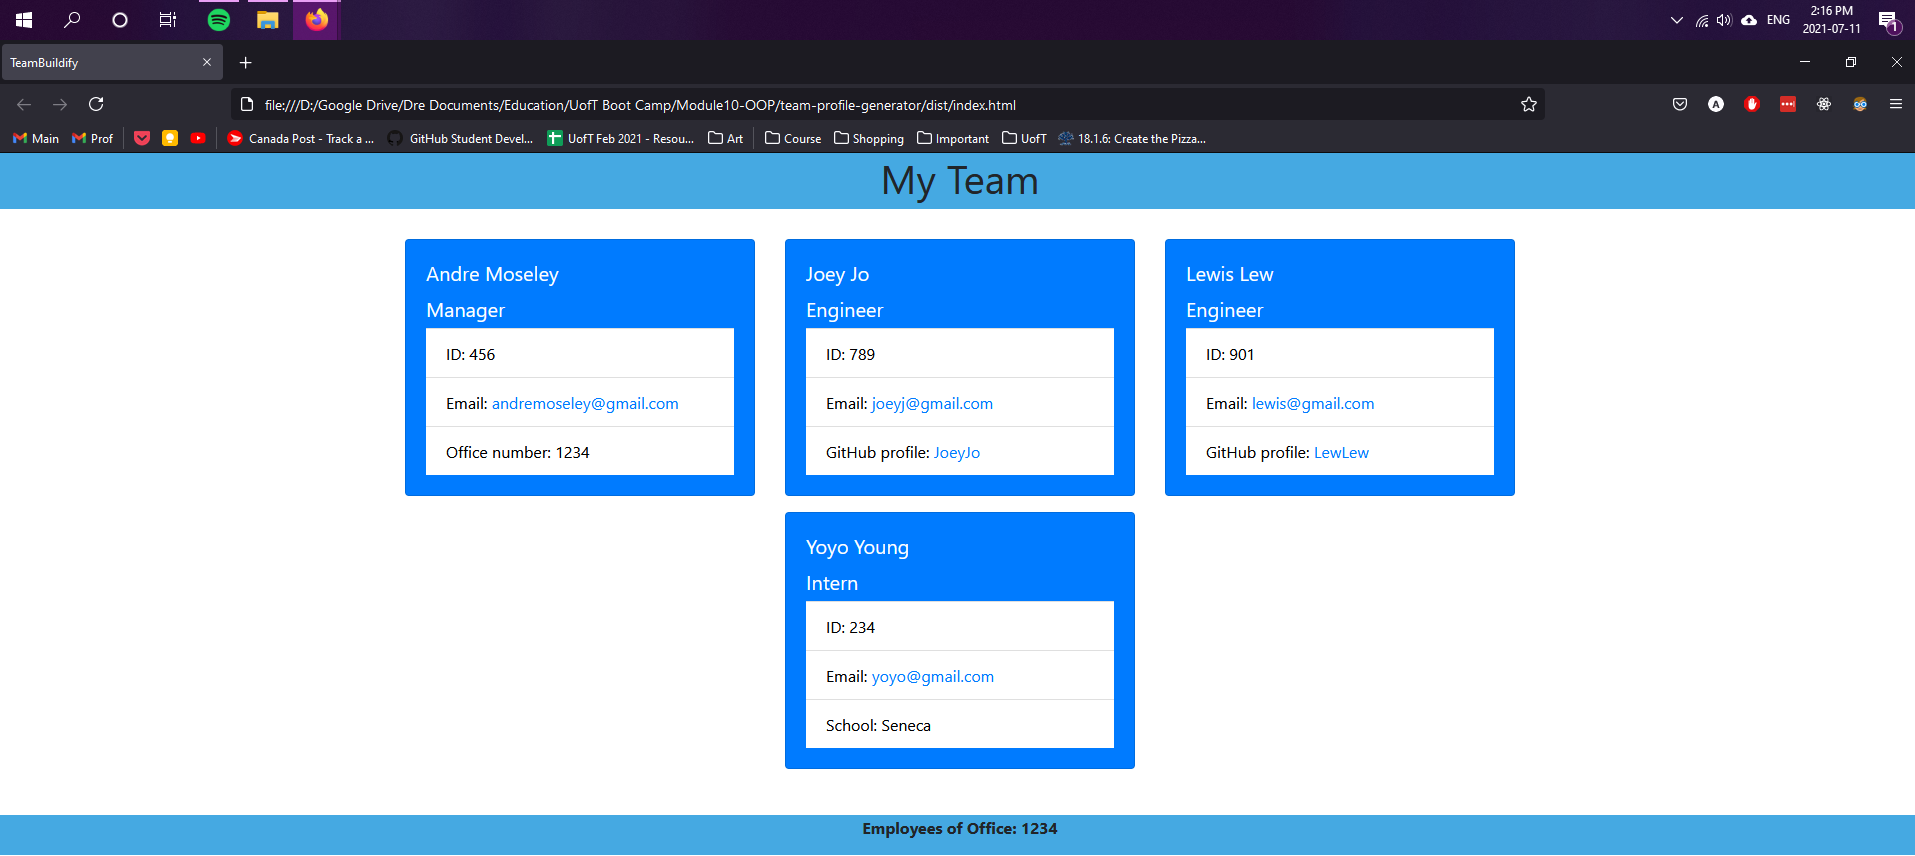 2:16 PM
ENG
2021-07-11
1
TeamBuildify
file:///D:/Google Drive/Dre Documents/Education/UofT Boot Camp/Module10-OOP/team-profile-generator/dist/index.html
A
Main Prof Canada Post - Track a ... GitHub Student Devel... UofT Feb 2021 - Resou... Art Course Shopping Important UofT 18.1.6: Create the Pizza...
My Team
Andre Moseley
Manager
ID: 456
Email: andremoseley@gmail.com
Office number: 1234
Joey Jo
Engineer
ID: 789
Email: joeyj@gmail.com
GitHub profile: JoeyJo
Lewis Lew
Engineer
ID: 901
Email: lewis@gmail.com
GitHub profile: LewLew
Yoyo Young
Intern
ID: 234
Email: yoyo@gmail.com
School: Seneca
Employees of Office: 1234